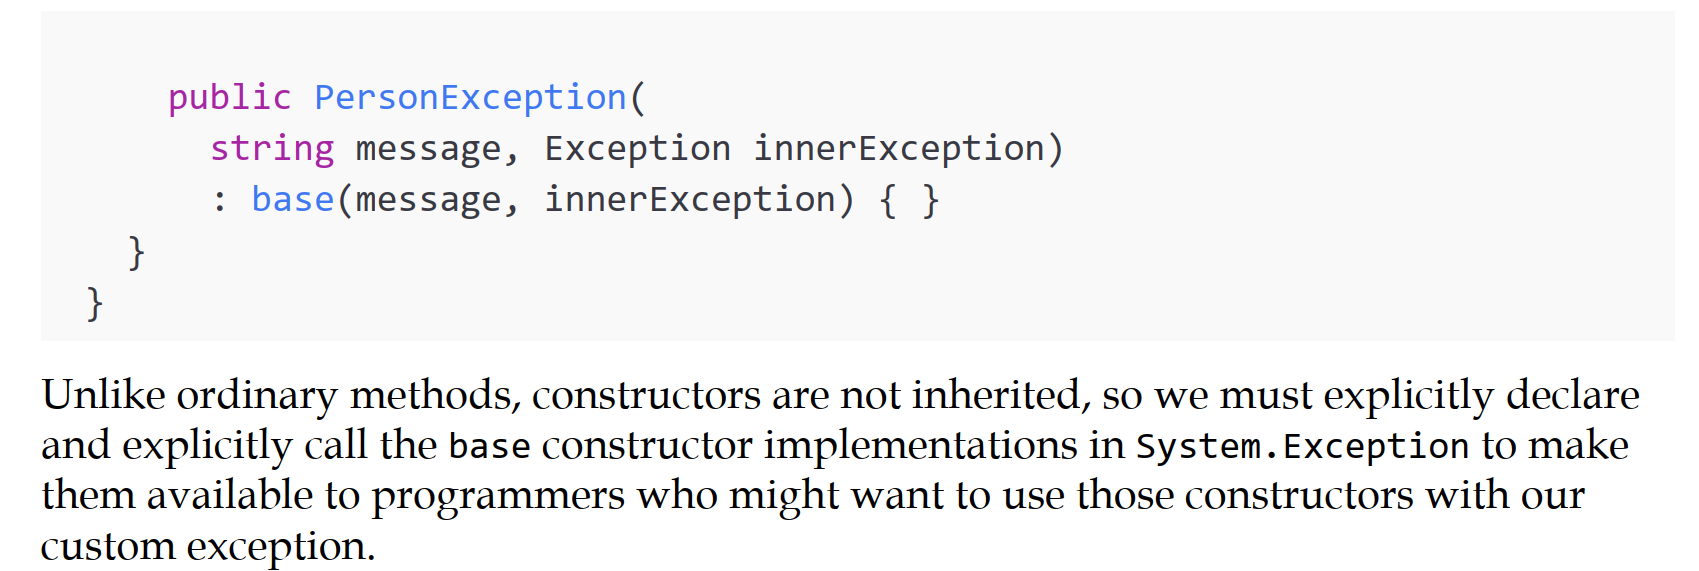 public PersonException(
string message, Exception innerException)
: base(message, innerException) { }
}
}
Unlike ordinary methods, constructors are not inherited, so we must explicitly declare
and explicitly call the base constructor implementations in System.Exception to make
them available to programmers who might want to use those constructors with our
custom exception.